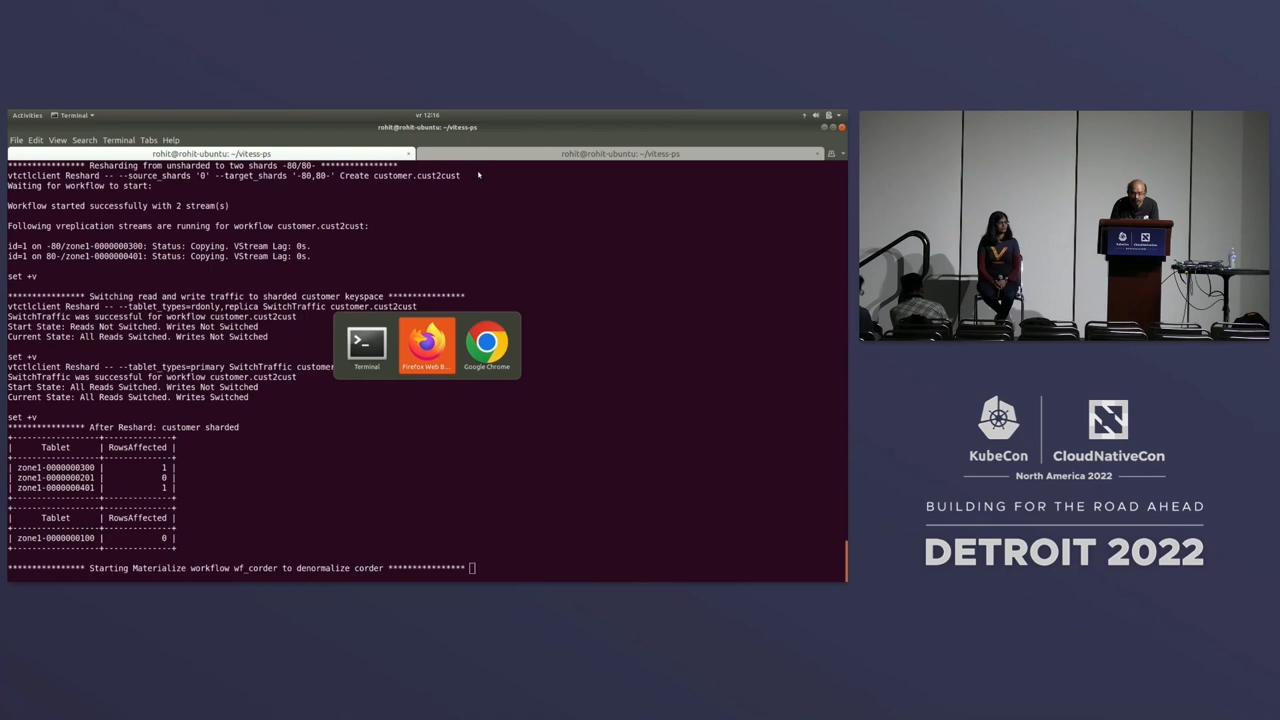 Activities Terminal vr 12:16
rohit@rohit-ubuntu: ~/vitess-ps
File Edit View Search Terminal Tabs Help
rohit@rohit-ubuntu: ~/vitess-ps × rohit@rohit-ubuntu: ~/vitess-ps ×
**************** Resharding from unsharded to two shards -80/80- ****************
vtctlclient Reshard -- --source_shards '0' --target_shards '-80,80-' Create customer.cust2cust
Waiting for workflow to start:
Workflow started successfully with 2 stream(s)
Following vreplication streams are running for workflow customer.cust2cust:
id=1 on -80/zone1-0000000300: Status: Copying. VStream Lag: 0s.
id=1 on 80-/zone1-0000000401: Status: Copying. VStream Lag: 0s.
set +v
**************** Switching read and write traffic to sharded customer keyspace ****************
vtctlclient Reshard -- --tablet_types=rdonly,replica SwitchTraffic customer.cust2cust
SwitchTraffic was successful for workflow customer.cust2cust
Start State: Reads Not Switched. Writes Not Switched
Current State: All Reads Switched. Writes Not Switched
set +v
vtctlclient Reshard -- --tablet_types=primary SwitchTraffic custome
SwitchTraffic was successful for workflow customer.cust2cust
Start State: All Reads Switched. Writes Not Switched
Current State: All Reads Switched. Writes Switched
set +v
**************** After Reshard: customer sharded
+------------------+--------------+
| Tablet | RowsAffected |
+------------------+--------------+
| zone1-0000000300 | 1 |
| zone1-0000000201 | 0 |
| zone1-0000000401 | 1 |
+------------------+--------------+
+------------------+--------------+
| Tablet | RowsAffected |
+------------------+--------------+
| zone1-0000000100 | 0 |
+------------------+--------------+
**************** Starting Materialize workflow wf_corder to denormalize corder ****************
>_
Terminal Firefox Web B... Google Chrome
KubeCon CloudNativeCon
North America 2022
BUILDING FOR THE ROAD AHEAD
DETROIT 2022